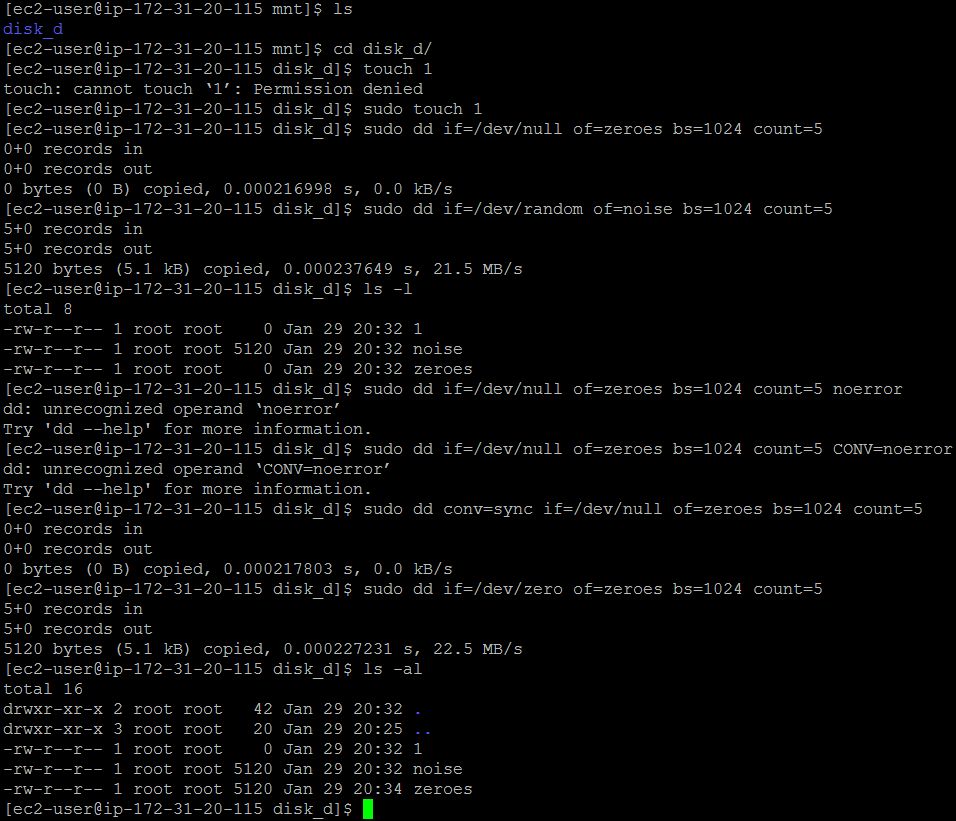 [ec2-user@ip-172-31-20-115 mnt]$ ls
disk_d
[ec2-user@ip-172-31-20-115 mnt]$ cd disk_d/
[ec2-user@ip-172-31-20-115 disk_d]$ touch 1
touch: cannot touch ‘1’: Permission denied
[ec2-user@ip-172-31-20-115 disk_d]$ sudo touch 1
[ec2-user@ip-172-31-20-115 disk_d]$ sudo dd if=/dev/null of=zeroes bs=1024 count=5
0+0 records in
0+0 records out
0 bytes (0 B) copied, 0.000216998 s, 0.0 kB/s
[ec2-user@ip-172-31-20-115 disk_d]$ sudo dd if=/dev/random of=noise bs=1024 count=5
5+0 records in
5+0 records out
5120 bytes (5.1 kB) copied, 0.000237649 s, 21.5 MB/s
[ec2-user@ip-172-31-20-115 disk_d]$ ls -l
total 8
-rw-r--r-- 1 root root    0 Jan 29 20:32 1
-rw-r--r-- 1 root root 5120 Jan 29 20:32 noise
-rw-r--r-- 1 root root    0 Jan 29 20:32 zeroes
[ec2-user@ip-172-31-20-115 disk_d]$ sudo dd if=/dev/null of=zeroes bs=1024 count=5 noerror
dd: unrecognized operand ‘noerror’
Try 'dd --help' for more information.
[ec2-user@ip-172-31-20-115 disk_d]$ sudo dd if=/dev/null of=zeroes bs=1024 count=5 CONV=noerror
dd: unrecognized operand ‘CONV=noerror’
Try 'dd --help' for more information.
[ec2-user@ip-172-31-20-115 disk_d]$ sudo dd conv=sync if=/dev/null of=zeroes bs=1024 count=5
0+0 records in
0+0 records out
0 bytes (0 B) copied, 0.000217803 s, 0.0 kB/s
[ec2-user@ip-172-31-20-115 disk_d]$ sudo dd if=/dev/zero of=zeroes bs=1024 count=5
5+0 records in
5+0 records out
5120 bytes (5.1 kB) copied, 0.000227231 s, 22.5 MB/s
[ec2-user@ip-172-31-20-115 disk_d]$ ls -al
total 16
drwxr-xr-x 2 root root   42 Jan 29 20:32 .
drwxr-xr-x 3 root root   20 Jan 29 20:25 ..
-rw-r--r-- 1 root root    0 Jan 29 20:32 1
-rw-r--r-- 1 root root 5120 Jan 29 20:32 noise
-rw-r--r-- 1 root root 5120 Jan 29 20:34 zeroes
[ec2-user@ip-172-31-20-115 disk_d]$